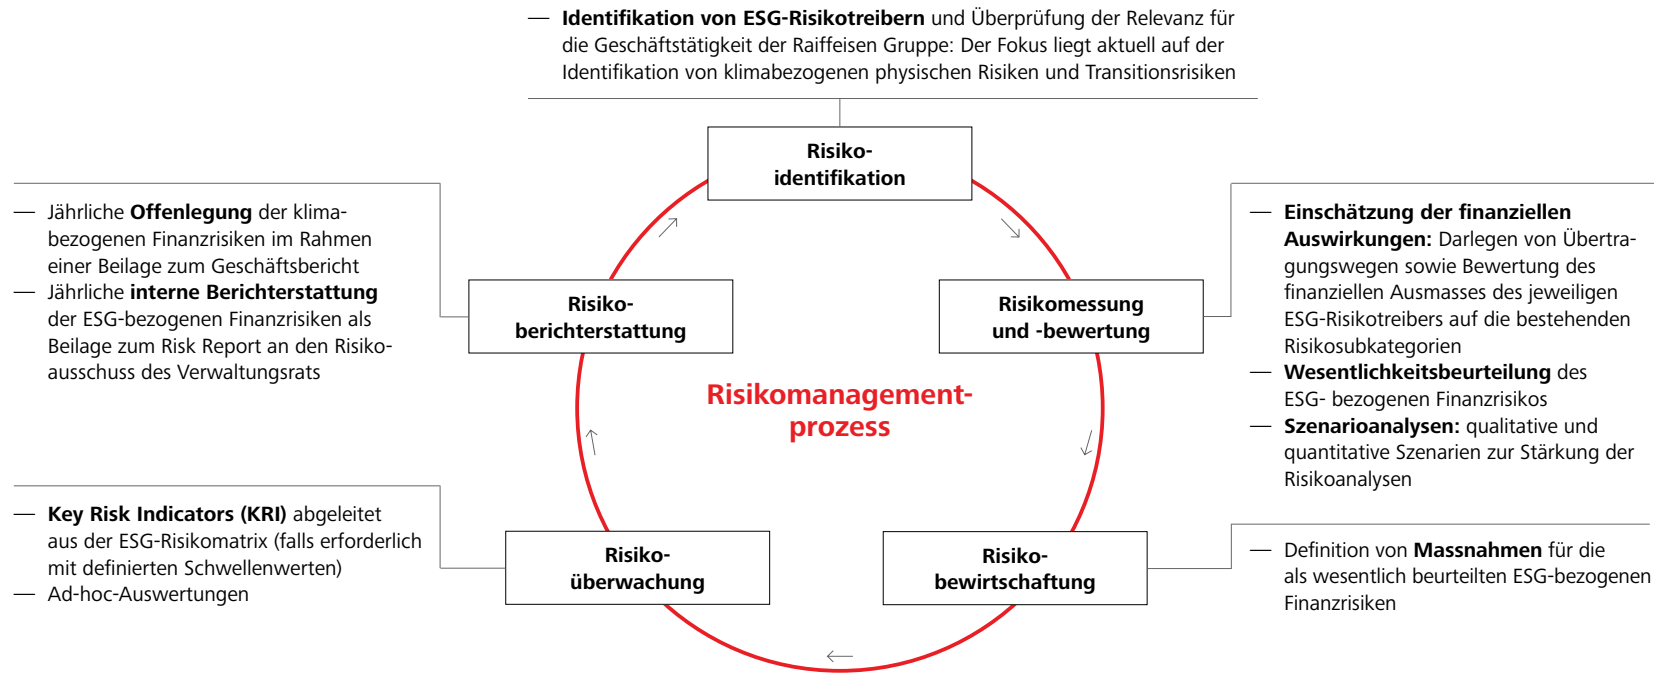 — Identifikation von ESG-Risikotreibern und Überprüfung der Relevanz für
die Geschäftstätigkeit der Raiffeisen Gruppe: Der Fokus liegt aktuell auf der
Identifikation von klimabezogenen physischen Risiken und Transitionsrisiken
Risiko-
identifikation
— Einschätzung der finanziellen
Auswirkungen: Darlegen von Übertra-
gungswegen sowie Bewertung des
finanziellen Ausmasses des jeweiligen
ESG-Risikotreibers auf die bestehenden
Risikosubkategorien
— Wesentlichkeitsbeurteilung des
ESG- bezogenen Finanzrisikos
— Szenarioanalysen: qualitative und
quantitative Szenarien zur Stärkung der
Risikoanalysen
Risikomessung
und -bewertung
— Definition von Massnahmen für die
als wesentlich beurteilten ESG-bezogenen
Finanzrisiken
Risiko-
bewirtschaftung
— Key Risk Indicators (KRI) abgeleitet
aus der ESG-Risikomatrix (falls erforderlich
mit definierten Schwellenwerten)
— Ad-hoc-Auswertungen
Risiko-
überwachung
— Jährliche Offenlegung der klima-
bezogenen Finanzrisiken im Rahmen
einer Beilage zum Geschäftsbericht
— Jährliche interne Berichterstattung
der ESG-bezogenen Finanzrisiken als
Beilage zum Risk Report an den Risiko-
ausschuss des Verwaltungsrats
Risiko-
berichterstattung
Risikomanagement-
prozess